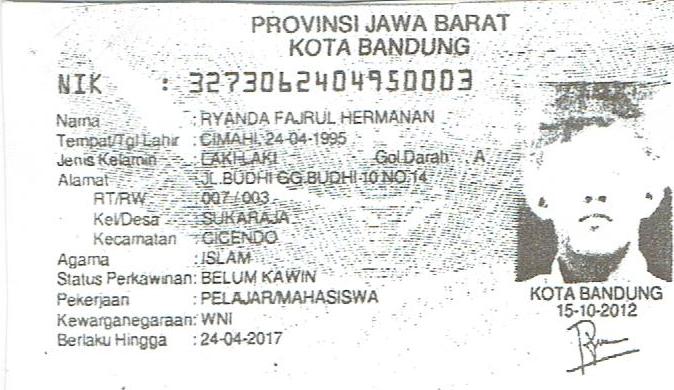 PROVINSI JAWA BARAT
KOTA BANDUNG
NIK : 3273062404950003
Nama : RYANDA FAJRUL HERMANAN
Tempat/Tgl Lahir : CIMAHI, 24-04-1995
Jenis Kelamin : LAKI-LAKI Gol.Darah : A
Alamat : JL.BUDHI GG.BUDHI 10 NO.14
RT/RW : 007 / 003
Kel/Desa : SUKARAJA
Kecamatan : CICENDO
Agama : ISLAM
Status Perkawinan: BELUM KAWIN
Pekerjaan : PELAJAR/MAHASISWA
Kewarganegaraan: WNI
Berlaku Hingga : 24-04-2017
KOTA BANDUNG
15-10-2012